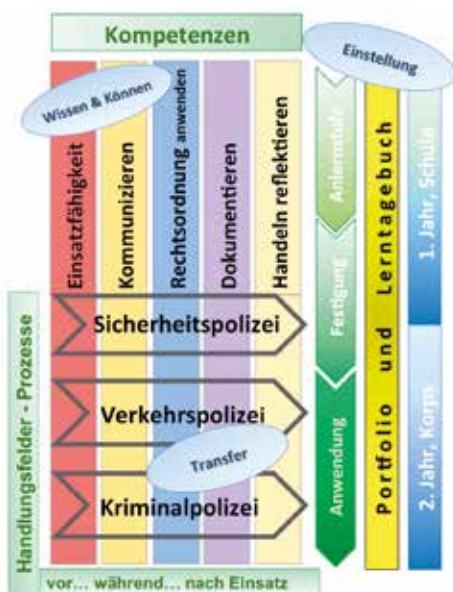 Kompetenzen
Einstellung
Wissen & Können
Einsatzfähigkeit
Kommunizieren
Rechtsordnung anwenden
Dokumentieren
Handeln reflektieren
Anlernstufe
Festigung
Anwendung
Portfolio und Lerntagebuch
1. Jahr, Schule
2. Jahr, Korps
Handlungsfelder - Prozesse
Sicherheitspolizei
Verkehrspolizei
Transfer
Kriminalpolizei
vor... während... nach Einsatz